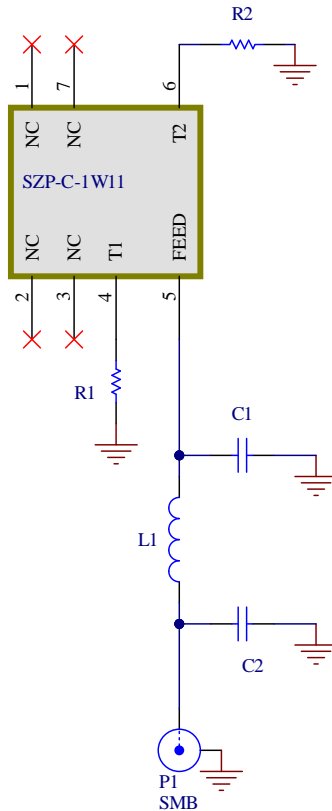 R2
1
7
6
NC
NC
T2
SZP-C-1W11
NC
NC
T1
FEED
2
3
4
5
R1
C1
L1
C2
P1
SMB